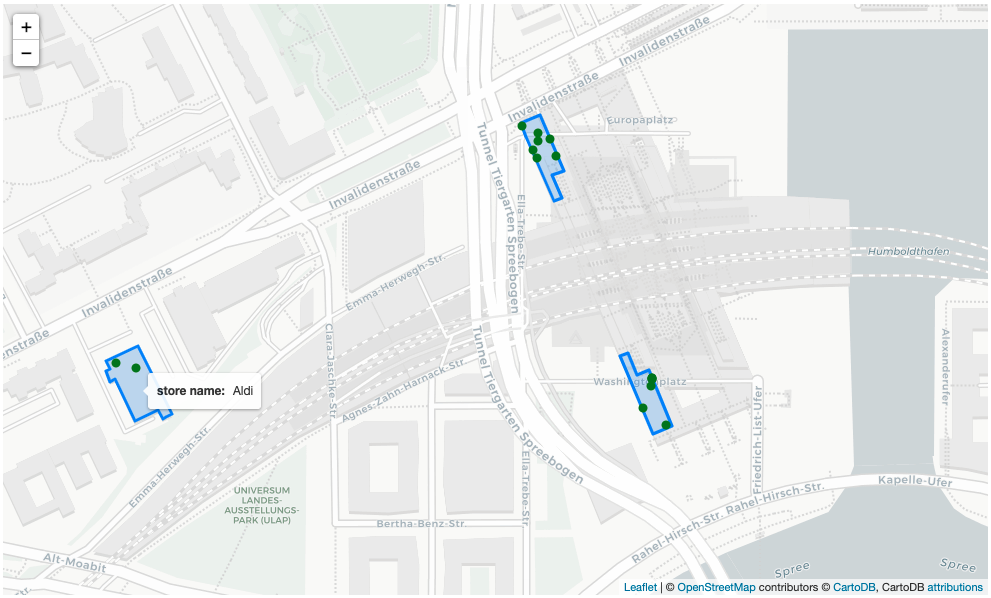 +
−
Invalidenstraße
Invalidenstraße
Europaplatz
Tunnel Tiergarten Spreebogen
Ella-Trebe-Str.
Invalidenstraße
Humboldthafen
Emma-Herwegh-Str.
Invalidenstraße
nstraße
Clara-Jaschke-Str.
Tunnel Tiergarten Spreebogen
Alexanderufer
Agnes-Zahn-Harnack-Str.
store name: Aldi
Washingtonplatz
Friedrich-List-Ufer
Emma-Herwegh-Str.
Ella-Trebe-Str.
UNIVERSUM
LANDES-
AUSSTELLUNGS-
PARK (ULAP)
Kapelle-Ufer
Rahel-Hirsch-Str.
Rahel-Hirsch-Str.
Bertha-Benz-Str.
Alt-Moabit
Spree
Spree
Leaflet | © OpenStreetMap contributors © CartoDB, CartoDB attributions